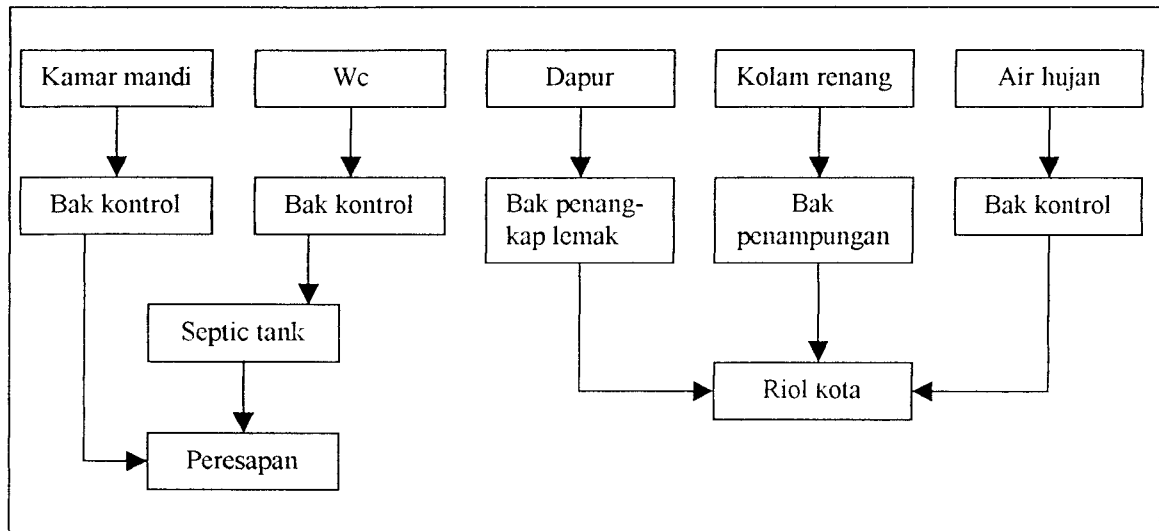 Kamar mandi
Wc
Dapur
Kolam renang
Air hujan
Bak kontrol
Bak kontrol
Bak penang-
kap lemak
Bak
penampungan
Bak kontrol
Septic tank
Riol kota
Peresapan